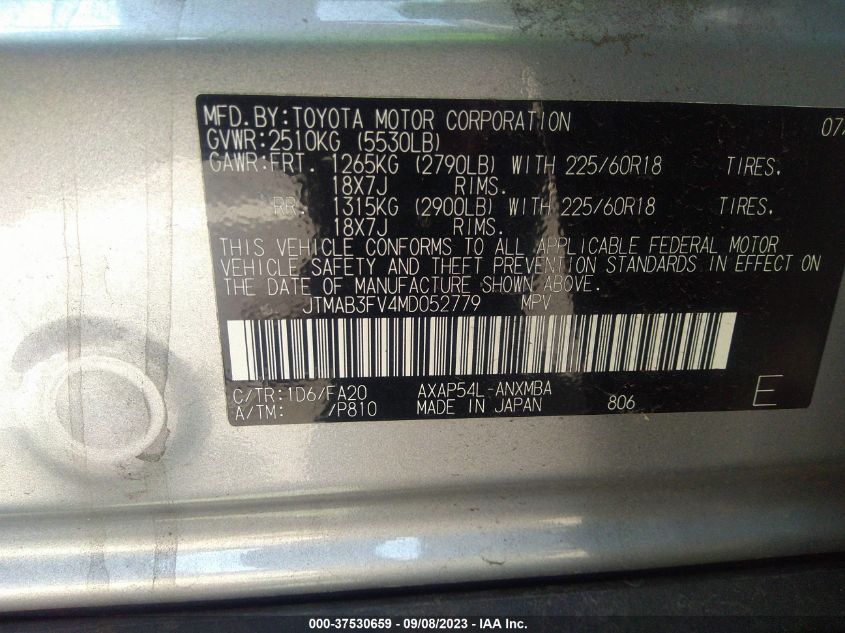 MFD.BY:TOYOTA MOTOR CORPORATION 07/
GVWR:2510KG (5530LB)
GAWR:FRT. 1265KG (2790LB) WITH 225/60R18 TIRES.
18X7J RIMS.
RR. 1315KG (2900LB) WITH 225/60R18 TIRES.
18X7J RIMS.
THIS VEHICLE CONFORMS TO ALL APPLICABLE FEDERAL MOTOR
VEHICLE SAFETY AND THEFT PREVENTION STANDARDS IN EFFECT ON
THE DATE OF MANUFACTURE SHOWN ABOVE.
JTMAB3FV4MD052779 MPV
C/TR:1D6/FA20 AXAP54L-ANXMBA
A/TM: /P810 MADE IN JAPAN 806 E
000-37530659 - 09/08/2023 - IAA Inc.